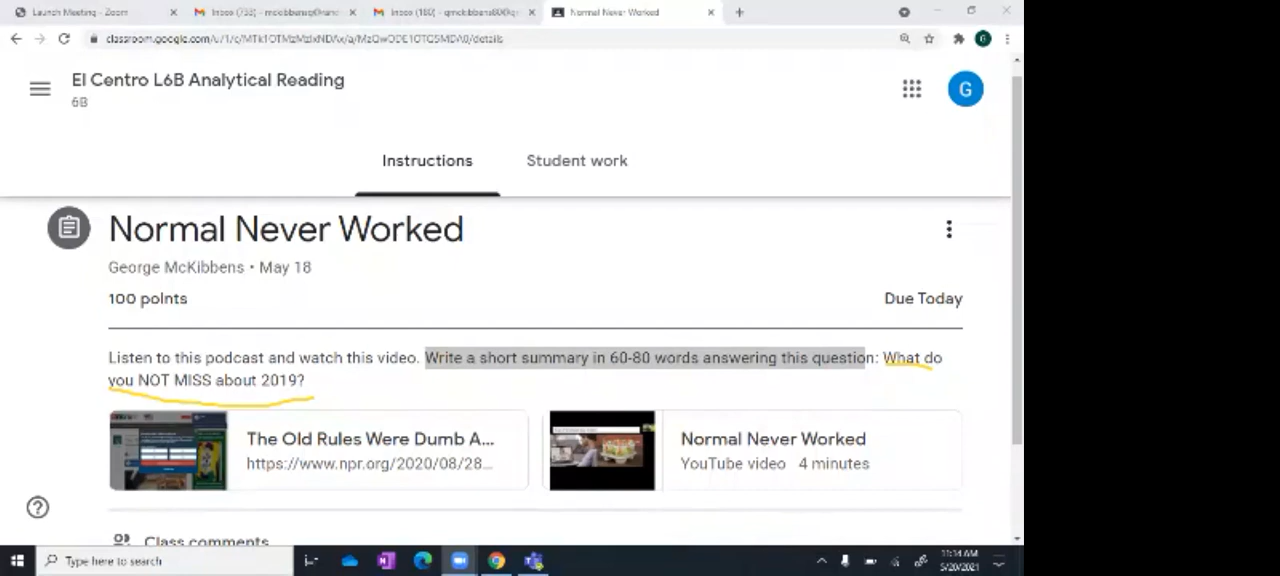 Launch Meeting - Zoom
Normal Never Worked
El Centro L6B Analytical Reading
6B
G
Instructions
Student work
Normal Never Worked
George McKibbens • May 18
100 points
Due Today
Listen to this podcast and watch this video. Write a short summary in 60-80 words answering this question: What do
you NOT MISS about 2019?
The Old Rules Were Dumb A...
https://www.npr.org/2020/08/28...
Normal Never Worked
YouTube video 4 minutes
Class comments
Type here to search
11:14 AM
5/20/2021